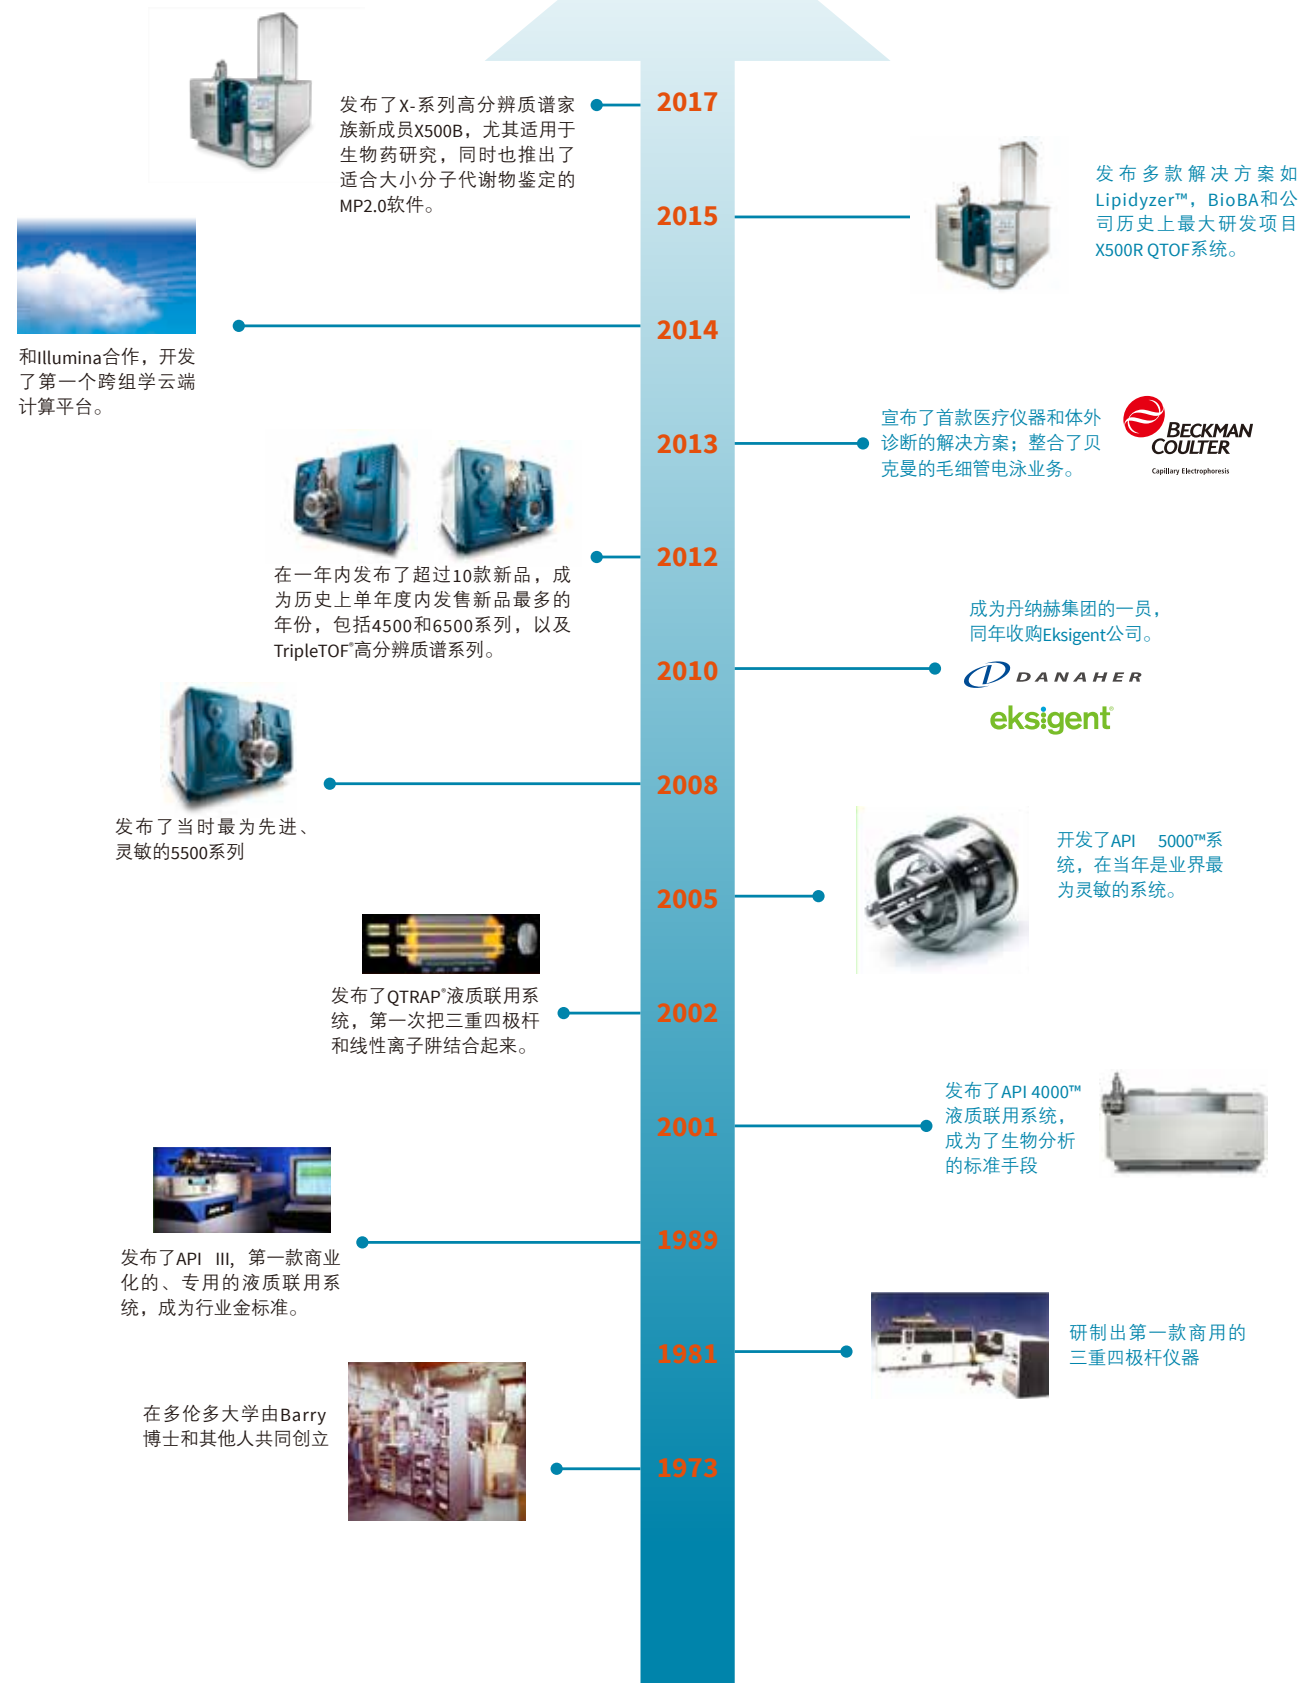 2017
发布了X-系列高分辨质谱家
族新成员X500B，尤其适用于
生物药研究，同时也推出了
适合大小分子代谢物鉴定的
MP2.0软件。
2015
发布多款解决方案如
Lipidyzer™，BioBA和公
司历史上最大研发项目
X500R QTOF系统。
2014
和Illumina合作，开发
了第一个跨组学云端
计算平台。
2013
宣布了首款医疗仪器和体外
诊断的解决方案；整合了贝
克曼的毛细管电泳业务。
BECKMAN
COULTER
Capillary Electrophoresis
2012
在一年内发布了超过10款新品，成
为历史上单年度内发售新品最多的
年份，包括4500和6500系列，以及
TripleTOF®高分辨质谱系列。
2010
成为丹纳赫集团的一员，
同年收购Eksigent公司。
DANAHER
eksigent®
2008
发布了当时最为先进、
灵敏的5500系列
2005
开发了API 5000™系
统，在当年是业界最
为灵敏的系统。
2002
发布了QTRAP®液质联用系
统，第一次把三重四极杆
和线性离子阱结合起来。
2001
发布了API 4000™
液质联用系统，
成为了生物分析
的标准手段
1989
发布了API III, 第一款商业
化的、专用的液质联用系
统，成为行业金标准。
1981
研制出第一款商用的
三重四极杆仪器
1973
在多伦多大学由Barry
博士和其他人共同创立